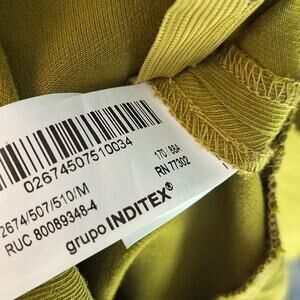 02674507510034
2674/507/510/M
RUC 80089348-4
grupo INDITEX®
170 / 88A
RN 77302